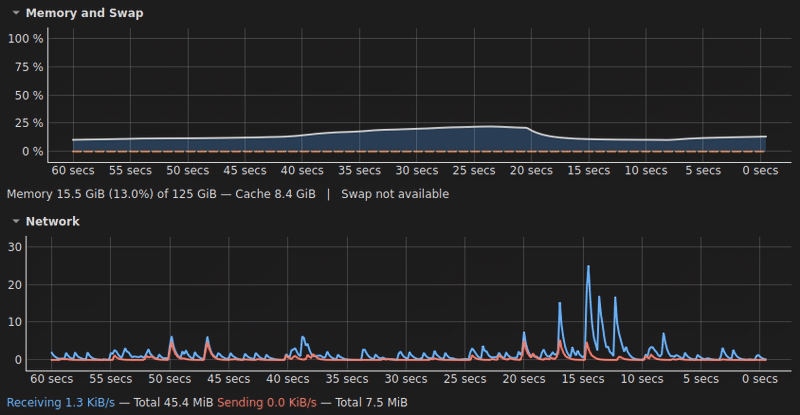 Memory and Swap
100 %
75 %
50 %
25 %
0 %
60 secs 55 secs 50 secs 45 secs 40 secs 35 secs 30 secs 25 secs 20 secs 15 secs 10 secs 5 secs 0 secs
Memory 15.5 GiB (13.0%) of 125 GiB — Cache 8.4 GiB | Swap not available
Network
30
20
10
0
60 secs 55 secs 50 secs 45 secs 40 secs 35 secs 30 secs 25 secs 20 secs 15 secs 10 secs 5 secs 0 secs
Receiving 1.3 KiB/s — Total 45.4 MiB Sending 0.0 KiB/s — Total 7.5 MiB